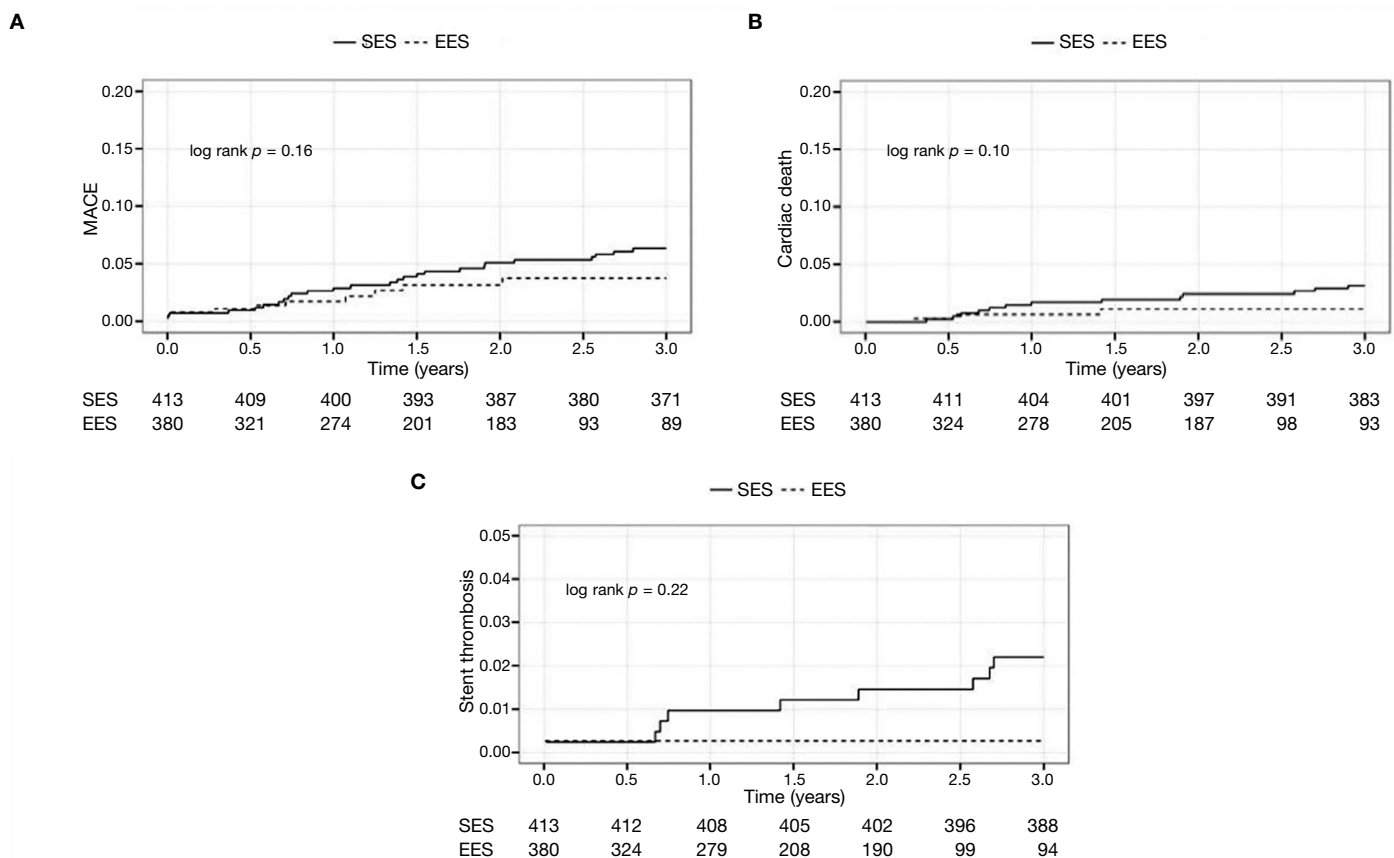 A
SES EES
0.20
0.15
0.10
0.05
0.00
MACE
log rank p = 0.16
0.0 0.5 1.0 1.5 2.0 2.5 3.0
Time (years)
SES 413 409 400 393 387 380 371
EES 380 321 274 201 183 93 89
B
SES EES
0.20
0.15
0.10
0.05
0.00
Cardiac death
log rank p = 0.10
0.0 0.5 1.0 1.5 2.0 2.5 3.0
Time (years)
SES 413 411 404 401 397 391 383
EES 380 324 278 205 187 98 93
C
SES EES
0.05
0.04
0.03
0.02
0.01
0.00
Stent thrombosis
log rank p = 0.22
0.0 0.5 1.0 1.5 2.0 2.5 3.0
Time (years)
SES 413 412 408 405 402 396 388
EES 380 324 279 208 190 99 94